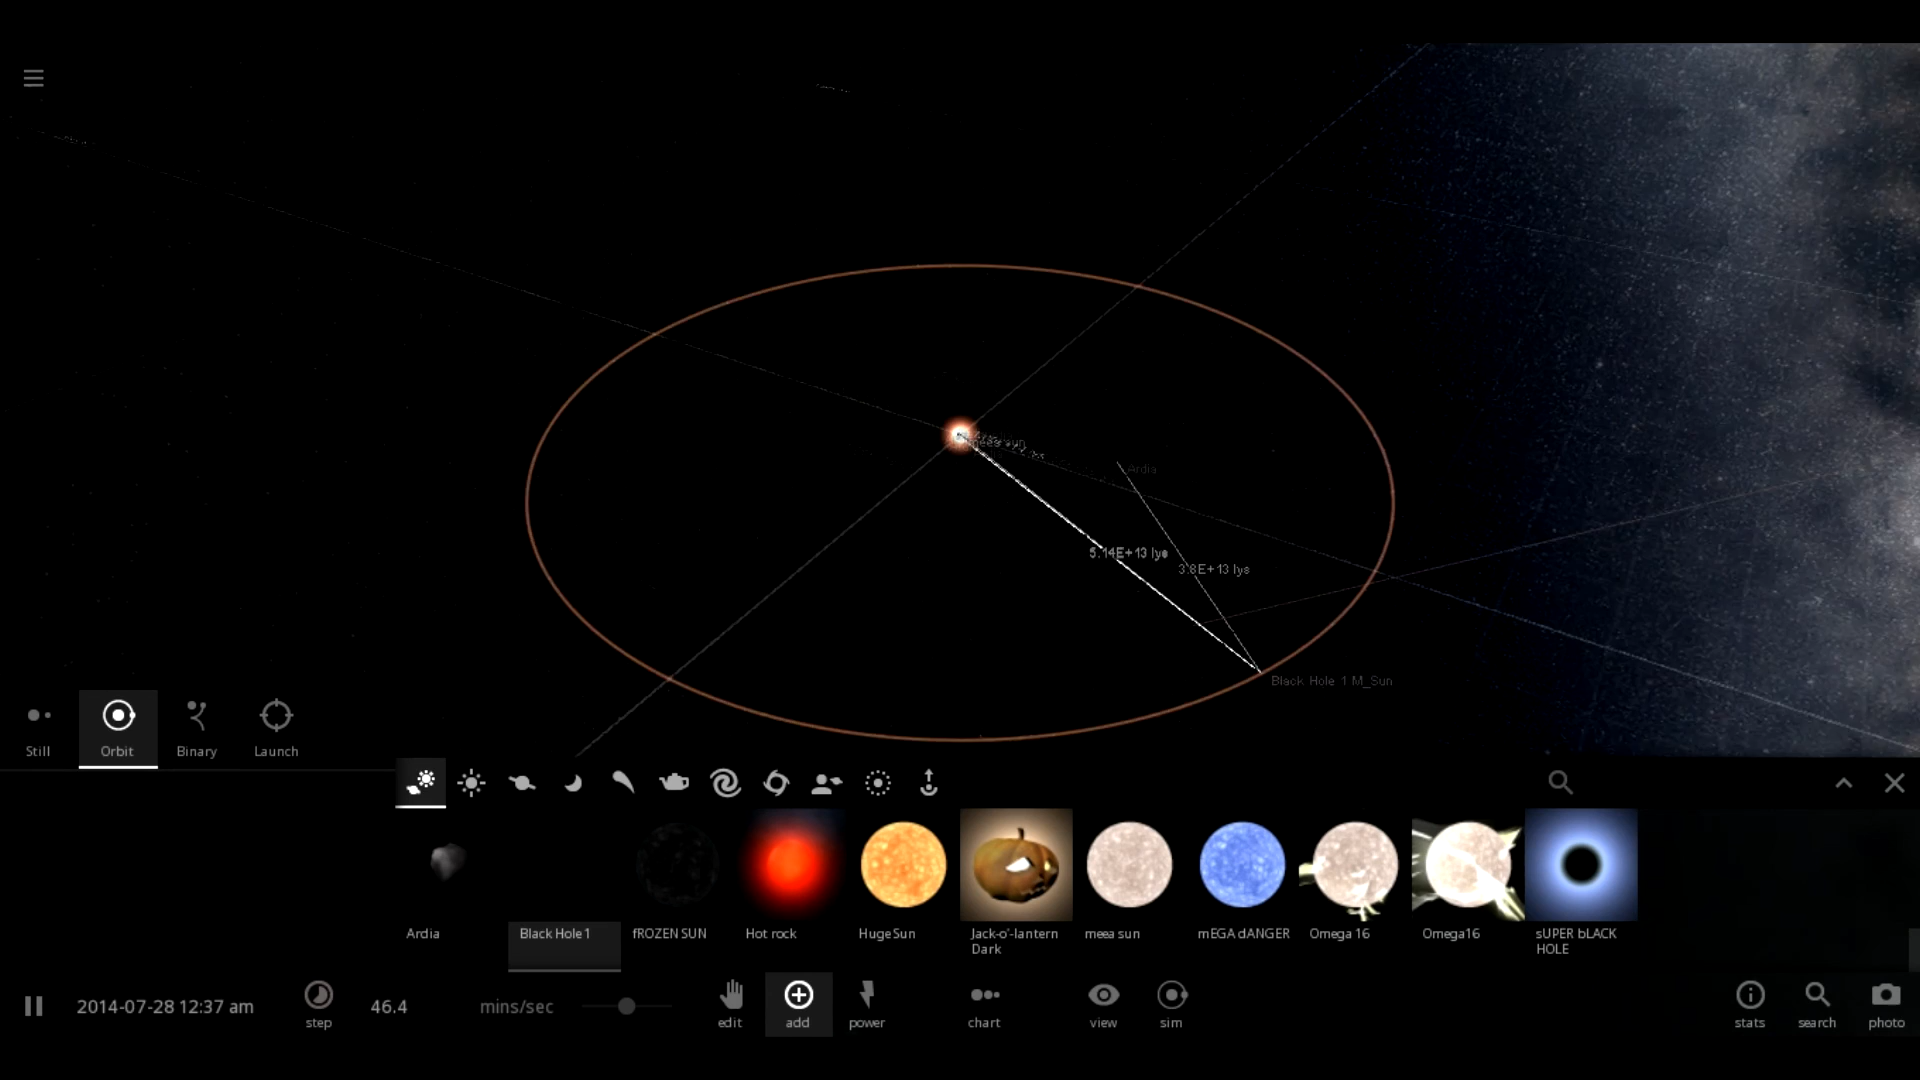 Ardia
5.14E+13 lys
3.8E+13 lys
Black Hole 1 M_Sun
Still
Orbit
Binary
Launch
Ardia
Black Hole 1
fROZEN SUN
Hot rock
Huge Sun
Jack-o'-lantern
Dark
meea sun
mEGA dANGER
Omega 16
Omega16
sUPER bLACK
HOLE
2014-07-28 12:37 am
step
46.4
mins/sec
edit
add
power
chart
view
sim
stats
search
photo